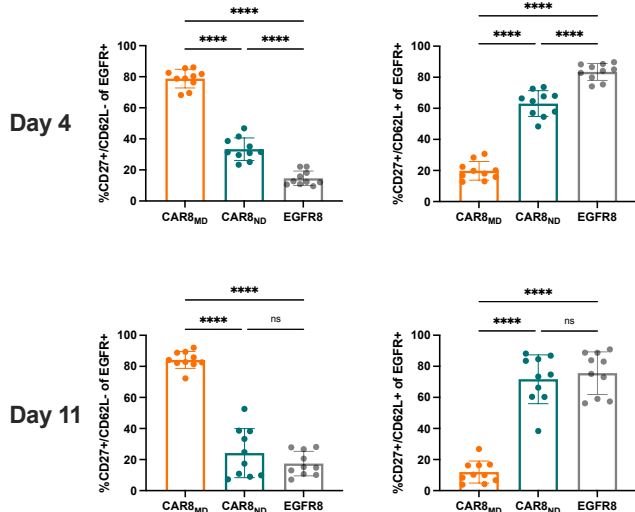 Day 4
****
**** ****
%CD27+/CD62L- of EGFR+
100
80
60
40
20
0
CAR8MD CAR8ND EGFR8
****
**** ****
%CD27+/CD62L+ of EGFR+
100
80
60
40
20
0
CAR8MD CAR8ND EGFR8
Day 11
****
**** ns
%CD27+/CD62L- of EGFR+
100
80
60
40
20
0
CAR8MD CAR8ND EGFR8
****
**** ns
%CD27+/CD62L+ of EGFR+
100
80
60
40
20
0
CAR8MD CAR8ND EGFR8